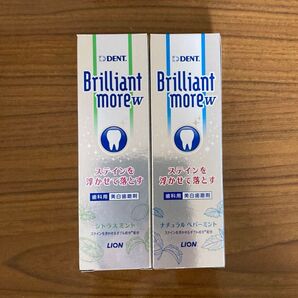 DENT.
Brilliant
more W
ステインを
浮かせて落とす
歯科用 美白歯磨剤
シトラスミント
LION
DENT.
Brilliant
more W
ステインを
浮かせて落とす
歯科用 美白歯磨剤
ナチュラルペパーミント
LION